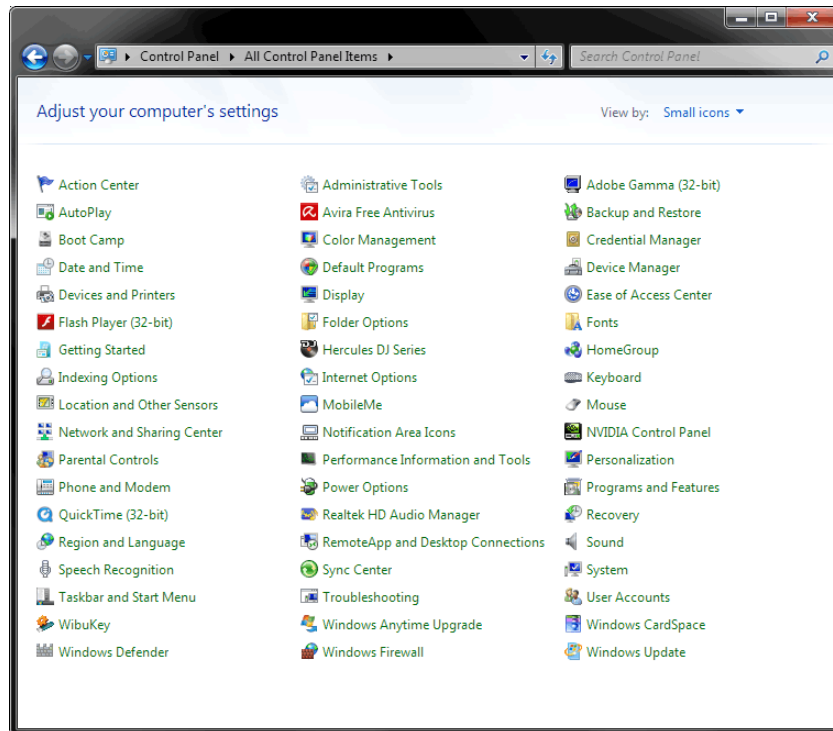 Control Panel All Control Panel Items Search Control Panel
Adjust your computer's settings View by: Small icons
Action Center Administrative Tools Adobe Gamma (32-bit)
AutoPlay Avira Free Antivirus Backup and Restore
Boot Camp Color Management Credential Manager
Date and Time Default Programs Device Manager
Devices and Printers Display Ease of Access Center
Flash Player (32-bit) Folder Options Fonts
Getting Started Hercules DJ Series HomeGroup
Indexing Options Internet Options Keyboard
Location and Other Sensors MobileMe Mouse
Network and Sharing Center Notification Area Icons NVIDIA Control Panel
Parental Controls Performance Information and Tools Personalization
Phone and Modem Power Options Programs and Features
QuickTime (32-bit) Realtek HD Audio Manager Recovery
Region and Language RemoteApp and Desktop Connections Sound
Speech Recognition Sync Center System
Taskbar and Start Menu Troubleshooting User Accounts
WibuKey Windows Anytime Upgrade Windows CardSpace
Windows Defender Windows Firewall Windows Update